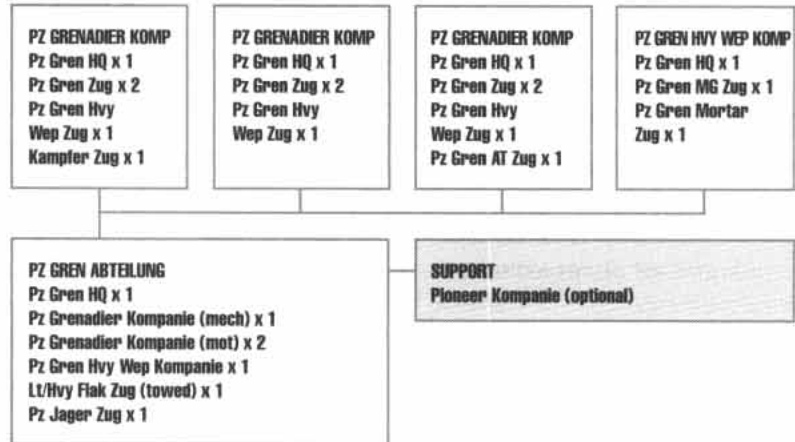 PZ GRENADIER KOMP
Pz Gren HQ x 1
Pz Gren Zug x 2
Pz Gren Hvy
Wep Zug x 1
Kampfer Zug x 1
PZ GRENADIER KOMP
Pz Gren HQ x 1
Pz Gren Zug x 2
Pz Gren Hvy
Wep Zug x 1
PZ GRENADIER KOMP
Pz Gren HQ x 1
Pz Gren Zug x 2
Pz Gren Hvy
Wep Zug x 1
Pz Gren AT Zug x 1
PZ GREN HVY WEP KOMP
Pz Gren HQ x 1
Pz Gren MG Zug x 1
Pz Gren Mortar
Zug x 1
PZ GREN ABTEILUNG
Pz Gren HQ x 1
Pz Grenadier Kompanie (mech) x 1
Pz Grenadier Kompanie (mot) x 2
Pz Gren Hvy Wep Kompanie x 1
Lt/Hvy Flak Zug (towed) x 1
Pz Jager Zug x 1
SUPPORT
Pioneer Kompanie (optional)